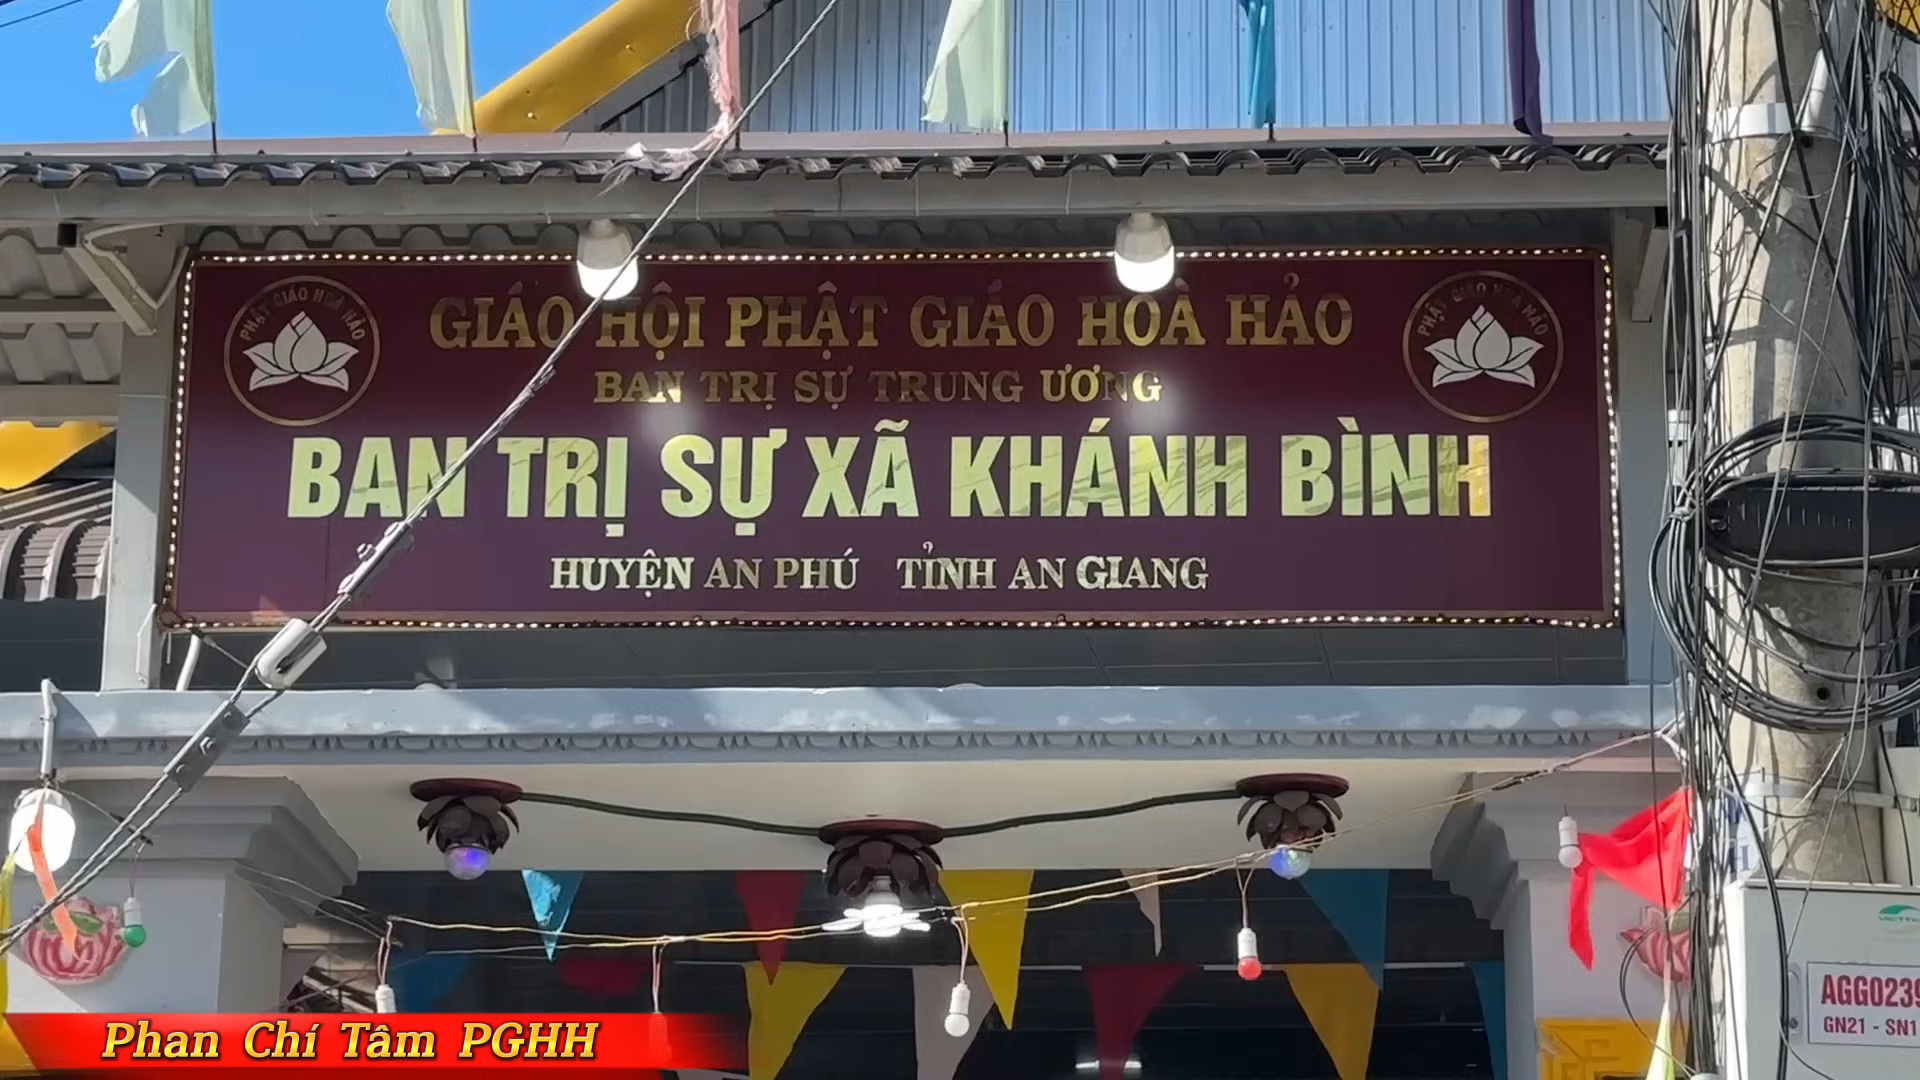 PHẬT GIÁO HOÀ HẢO
GIÁO HỘI PHẬT GIÁO HOÀ HẢO
PHẬT GIÁO HOÀ HẢO
BAN TRỊ SỰ TRUNG ƯƠNG
BAN TRỊ SỰ XÃ KHÁNH BÌNH
HUYỆN AN PHÚ TỈNH AN GIANG
AGG0239
GN21 - SN1
Phan Chí Tâm PGHH